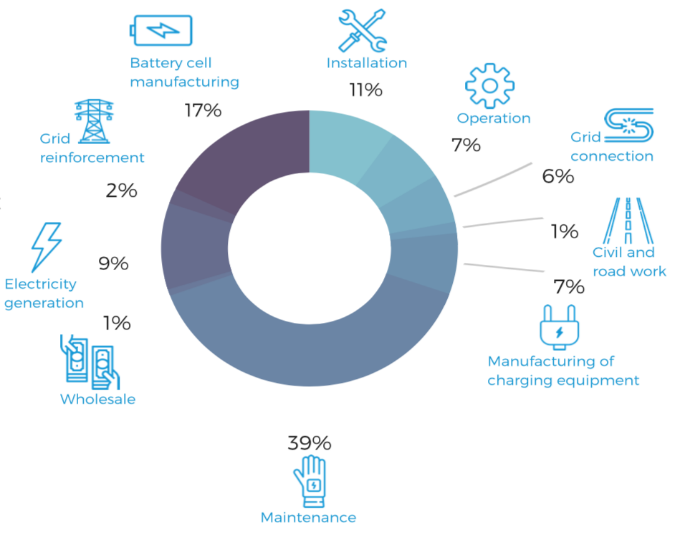 Battery cell
manufacturing
17%
Installation
11%
Operation
7%
Grid
connection
6%
Civil and
road work
1%
Manufacturing of
charging equipment
7%
Maintenance
39%
Wholesale
1%
Electricity
generation
9%
Grid
reinforcement
2%